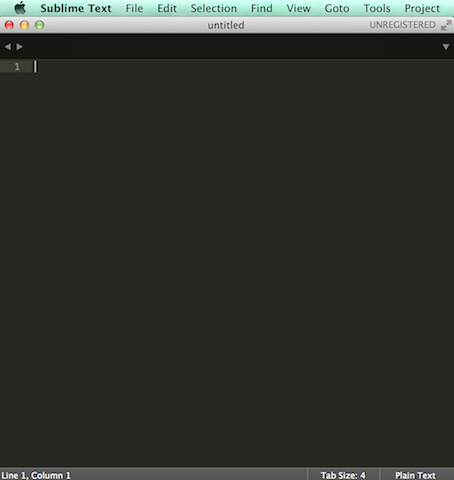 Sublime Text File Edit Selection Find View Goto Tools Project
untitled UNREGISTERED
1
Line 1, Column 1 Tab Size: 4 Plain Text